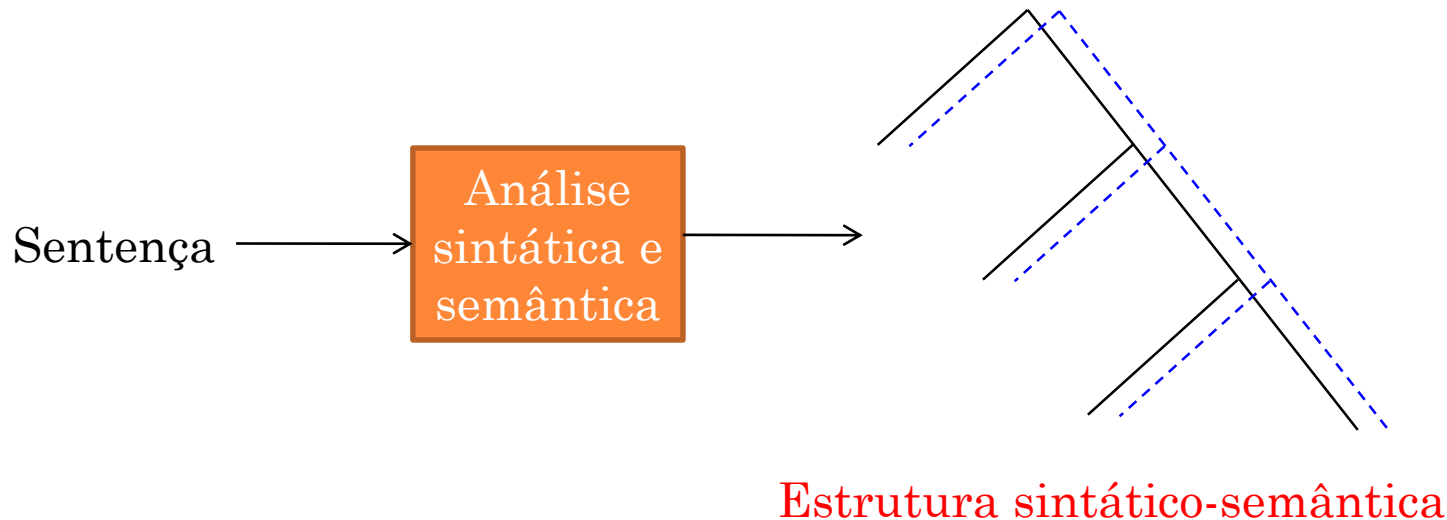 Sentença
Análise
sintática e
semântica
Estrutura sintático-semântica